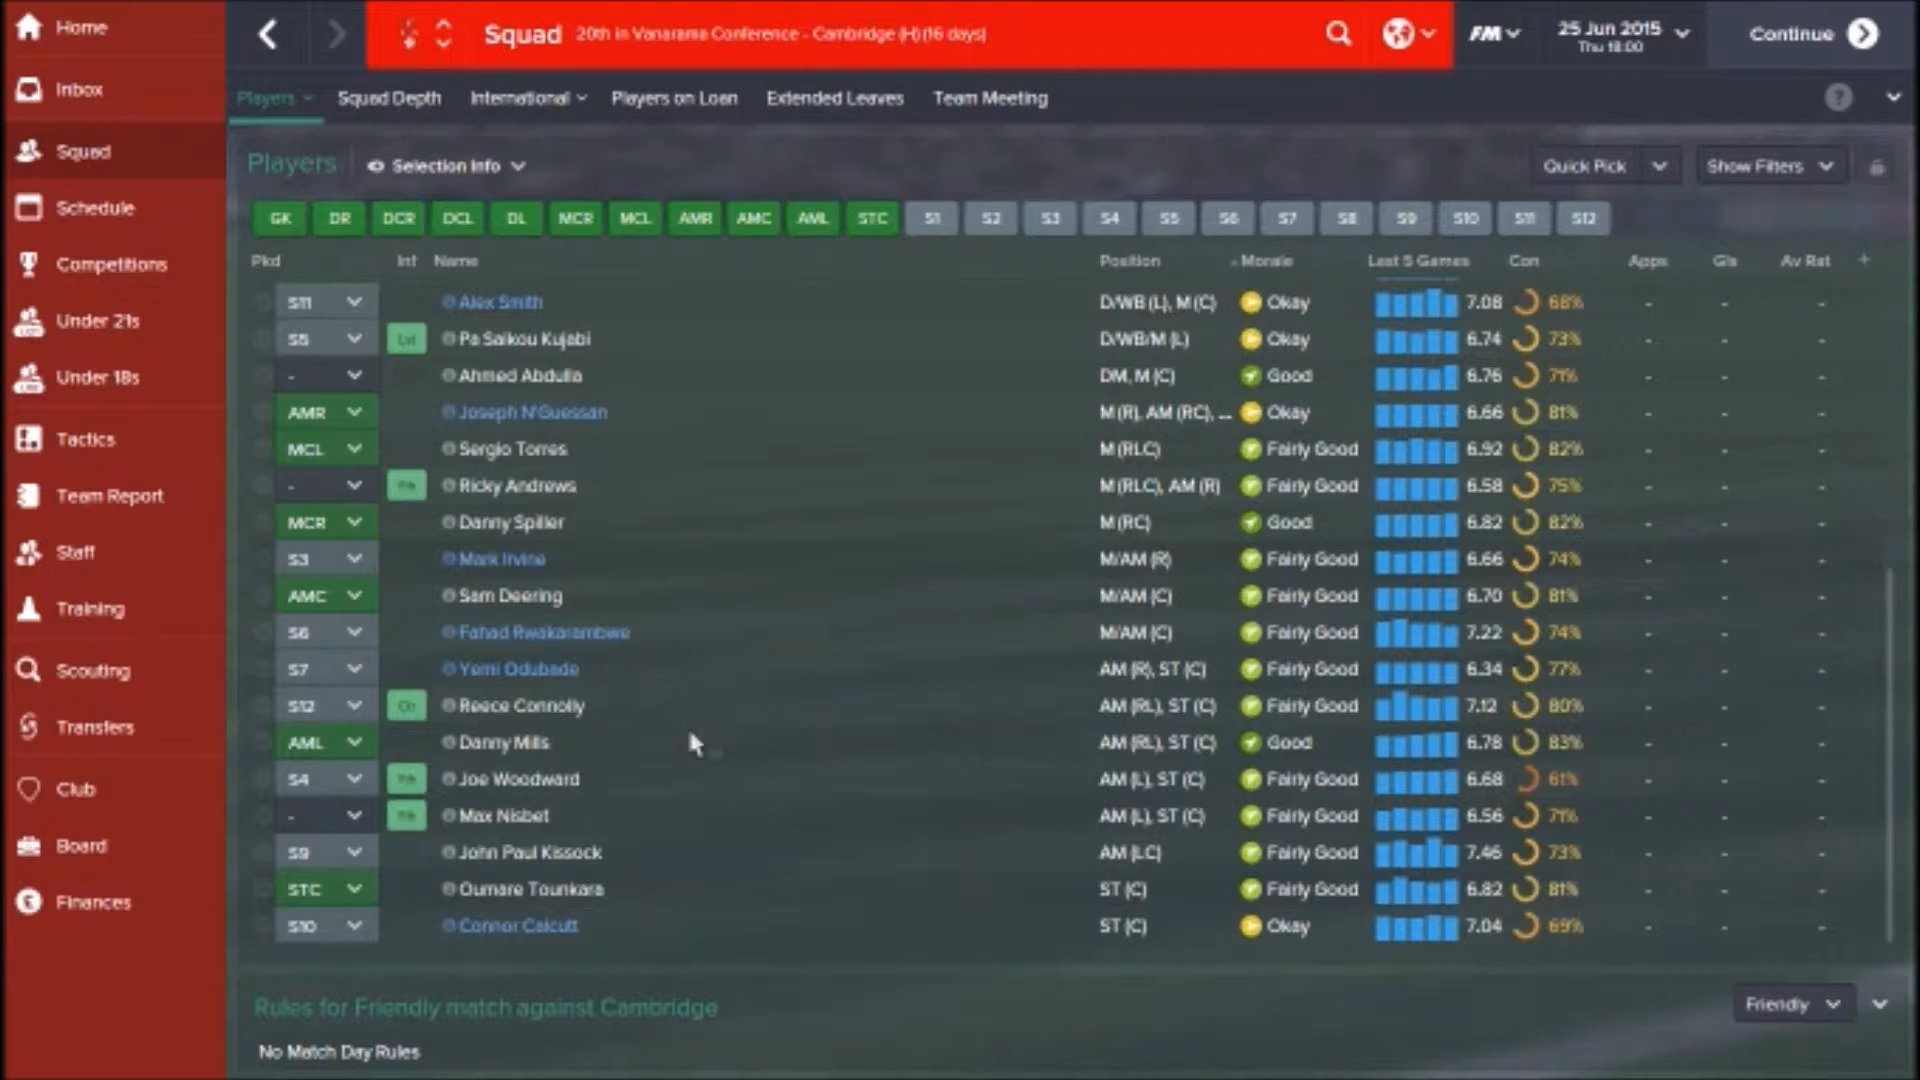 Home
Inbox
Squad
Schedule
Competitions
Under 21s
Under 18s
Tactics
Team Report
Staff
Training
Scouting
Transfers
Club
Board
Finances
Squad 20th in Vanarama Conference - Cambridge (H) (16 days)
FM
25 Jun 2015
Thu 18:00
Continue
Players Squad Depth International Players on Loan Extended Leaves Team Meeting ?
Players Selection Info Quick Pick Show Filters
GK DR DCR DCL DL MCR MCL AMR AMC AML STC S1 S2 S3 S4 S5 S6 S7 S8 S9 S10 S11 S12
Pkd Inf Name Position Morale Last 5 Games Con Apps Gls Av Rat +
S11 Alex Smith D/WB (L), M (C) Okay 7.08 68% - - -
S5 Pa Saikou Kujabi D/WB/M (L) Okay 6.74 73% - - -
- Ahmed Abdulla DM, M (C) Good 6.76 71% - - -
AMR Joseph N'Guessan M (R), AM (RC), ... Okay 6.66 81% - - -
MCL Sergio Torres M (RLC) Fairly Good 6.92 82% - - -
- Ricky Andrews M (RLC), AM (R) Fairly Good 6.58 75% - - -
MCR Danny Spiller M (RC) Good 6.82 82% - - -
S3 Mark Irvine M/AM (R) Fairly Good 6.66 74% - - -
AMC Sam Deering M/AM (C) Fairly Good 6.70 81% - - -
S6 Fahad Rwakarambwe M/AM (C) Fairly Good 7.22 74% - - -
S7 Yemi Odubade AM (R), ST (C) Fairly Good 6.34 77% - - -
S12 Reece Connolly AM (RL), ST (C) Fairly Good 7.12 80% - - -
AML Danny Mills AM (RL), ST (C) Good 6.78 83% - - -
S4 Joe Woodward AM (L), ST (C) Fairly Good 6.68 61% - - -
- Max Nisbet AM (L), ST (C) Fairly Good 6.56 71% - - -
S9 John Paul Kissock AM (LC) Fairly Good 7.46 73% - - -
STC Oumare Tounkara ST (C) Fairly Good 6.82 81% - - -
S10 Connor Calcutt ST (C) Okay 7.04 69% - - -
Rules for Friendly match against Cambridge Friendly
No Match Day Rules